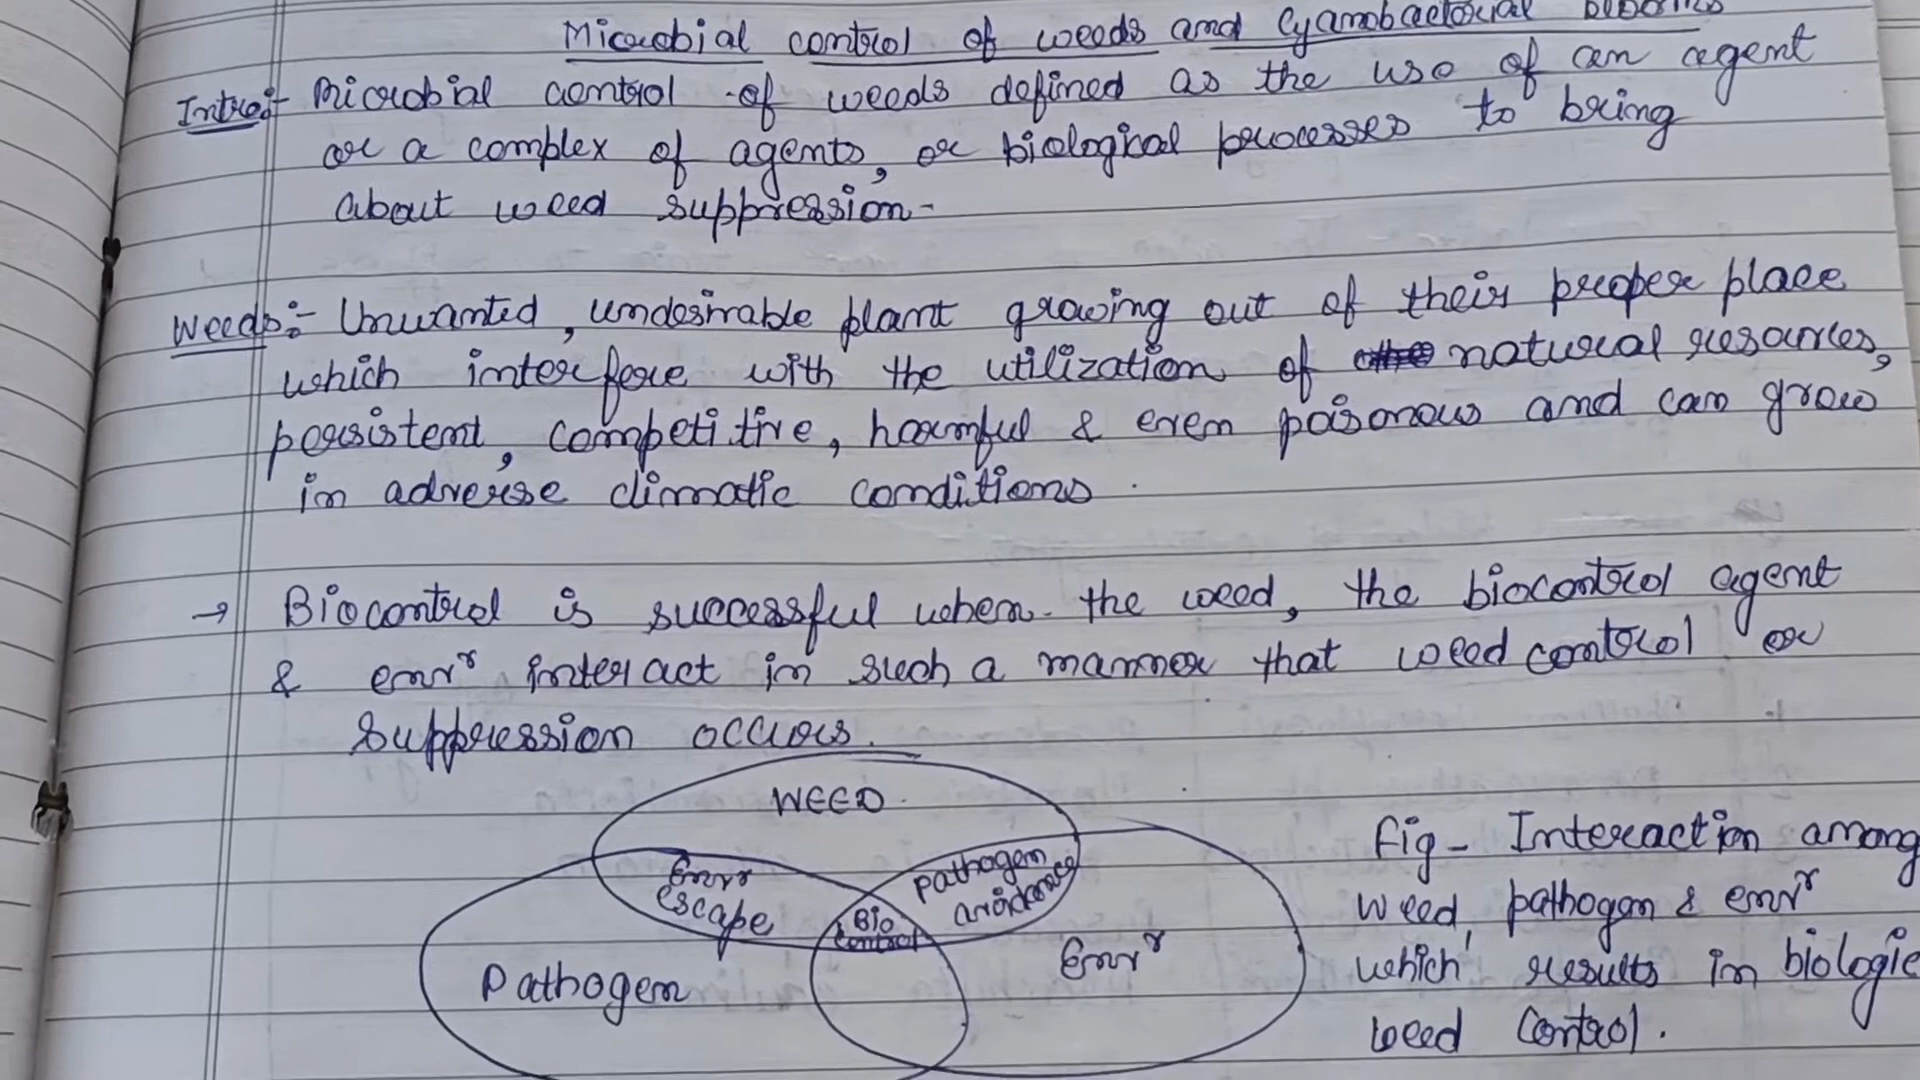 Microbial control of weeds and Cyanobacterial blooms
Intro:- Microbial control of weeds defined as the use of an agent
or a complex of agents, or biological processes to bring
about weed suppression-
Weeds:- Unwanted, undesirable plant growing out of their proper place
which interfere with the utilization of natural resources,
persistent, competitive, harmful & even poisonous and can grow
in adverse climatic conditions.
→ Biocontrol is successful when the weed, the biocontrol agent
& envr interact in such a manner that weed control or
suppression occurs.
WEED
Envr
escape
pathogen
avoidance
Bio
control
Pathogen
Envr
fig- Interaction among
weed, pathogen & envr
which results in biologic
weed control.